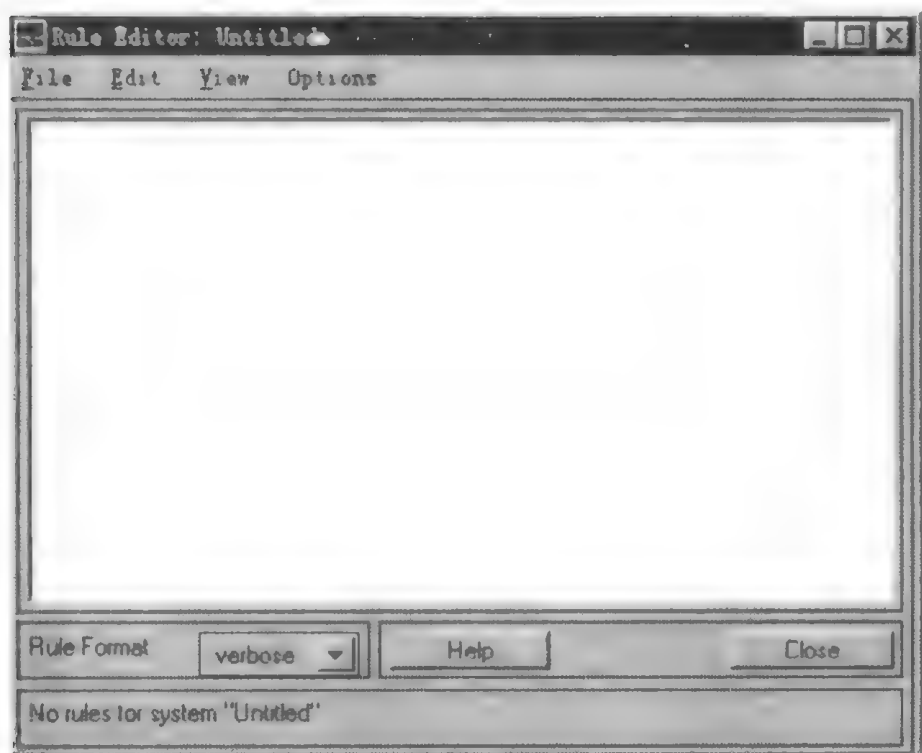 Rule Editor: Untitled
File Edit View Options
Rule Format verbose Help Close
No rules for system "Untitled"